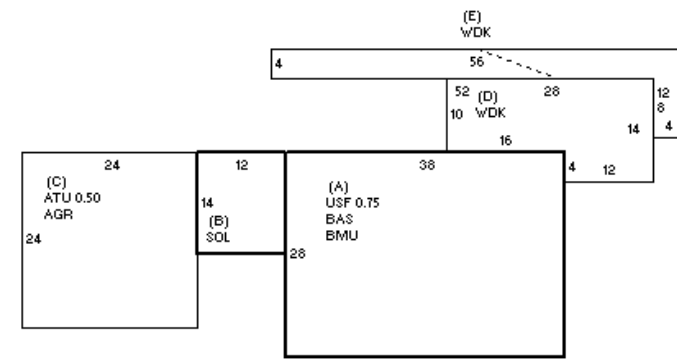 (E)
WDK
4
56
52
(D)
28
12
10
WDK
8
14
4
16
24
12
38
4
12
(C)
(A)
ATU 0.50
14
USF 0.75
AGR
(B)
BAS
24
SOL
BMU
28